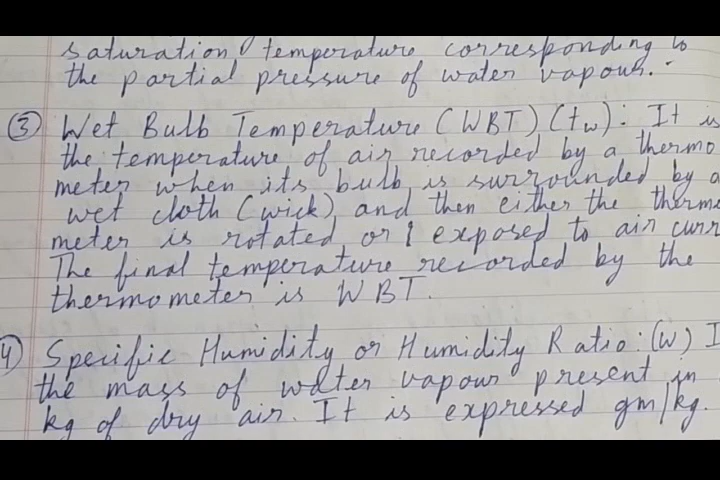 saturation temperature corresponding to
the partial pressure of water vapour.
③ Wet Bulb Temperature (WBT) (tw): It is
the temperature of air recorded by a thermo
meter when its bulb is surrounded by a
wet cloth (wick) and then either the thermo
meter is rotated or exposed to air curr
The final temperature recorded by the
thermometer is WBT.
④ Specific Humidity or Humidity Ratio: (W) I
the mass of water vapour present in
kg of dry air. It is expressed gm/kg.